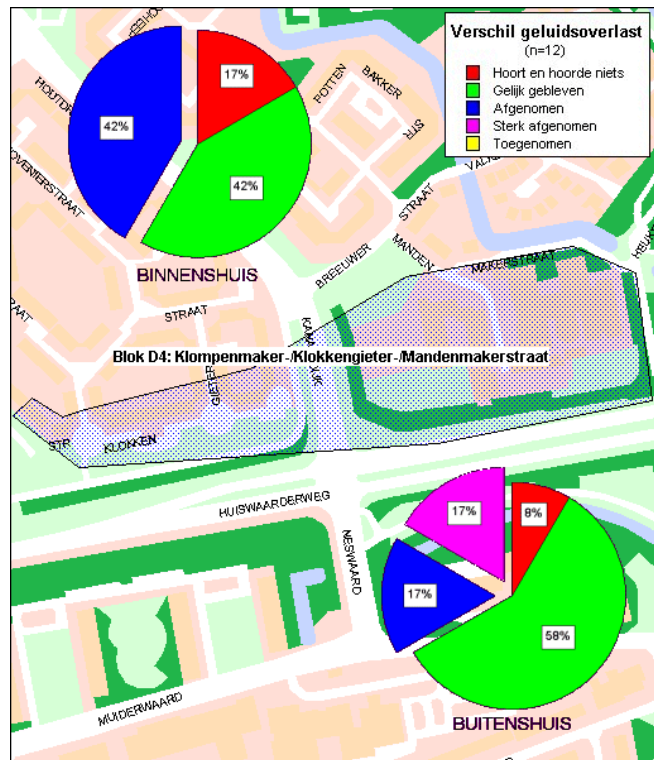 Verschil geluidsoverlast
(n=12)
Hoort en hoorde niets
Gelijk gebleven
Afgenomen
Sterk afgenomen
Toegenomen
17%
42%
42%
BINNENSHUIS
POTTEN
BAKKER
STR
STRAAT
BREEUWER
MANDEN
MAKERSTRAAT
STRAAT
Blok D4: Klompenmaker-/Klokkengieter-/Mandenmakerstraat
STRAAT
GIETER
STR
KLOKKEN
HUISWAARDERWEG
NESWAARD
MUIDERWAARD
17%
8%
17%
58%
BUITENSHUIS